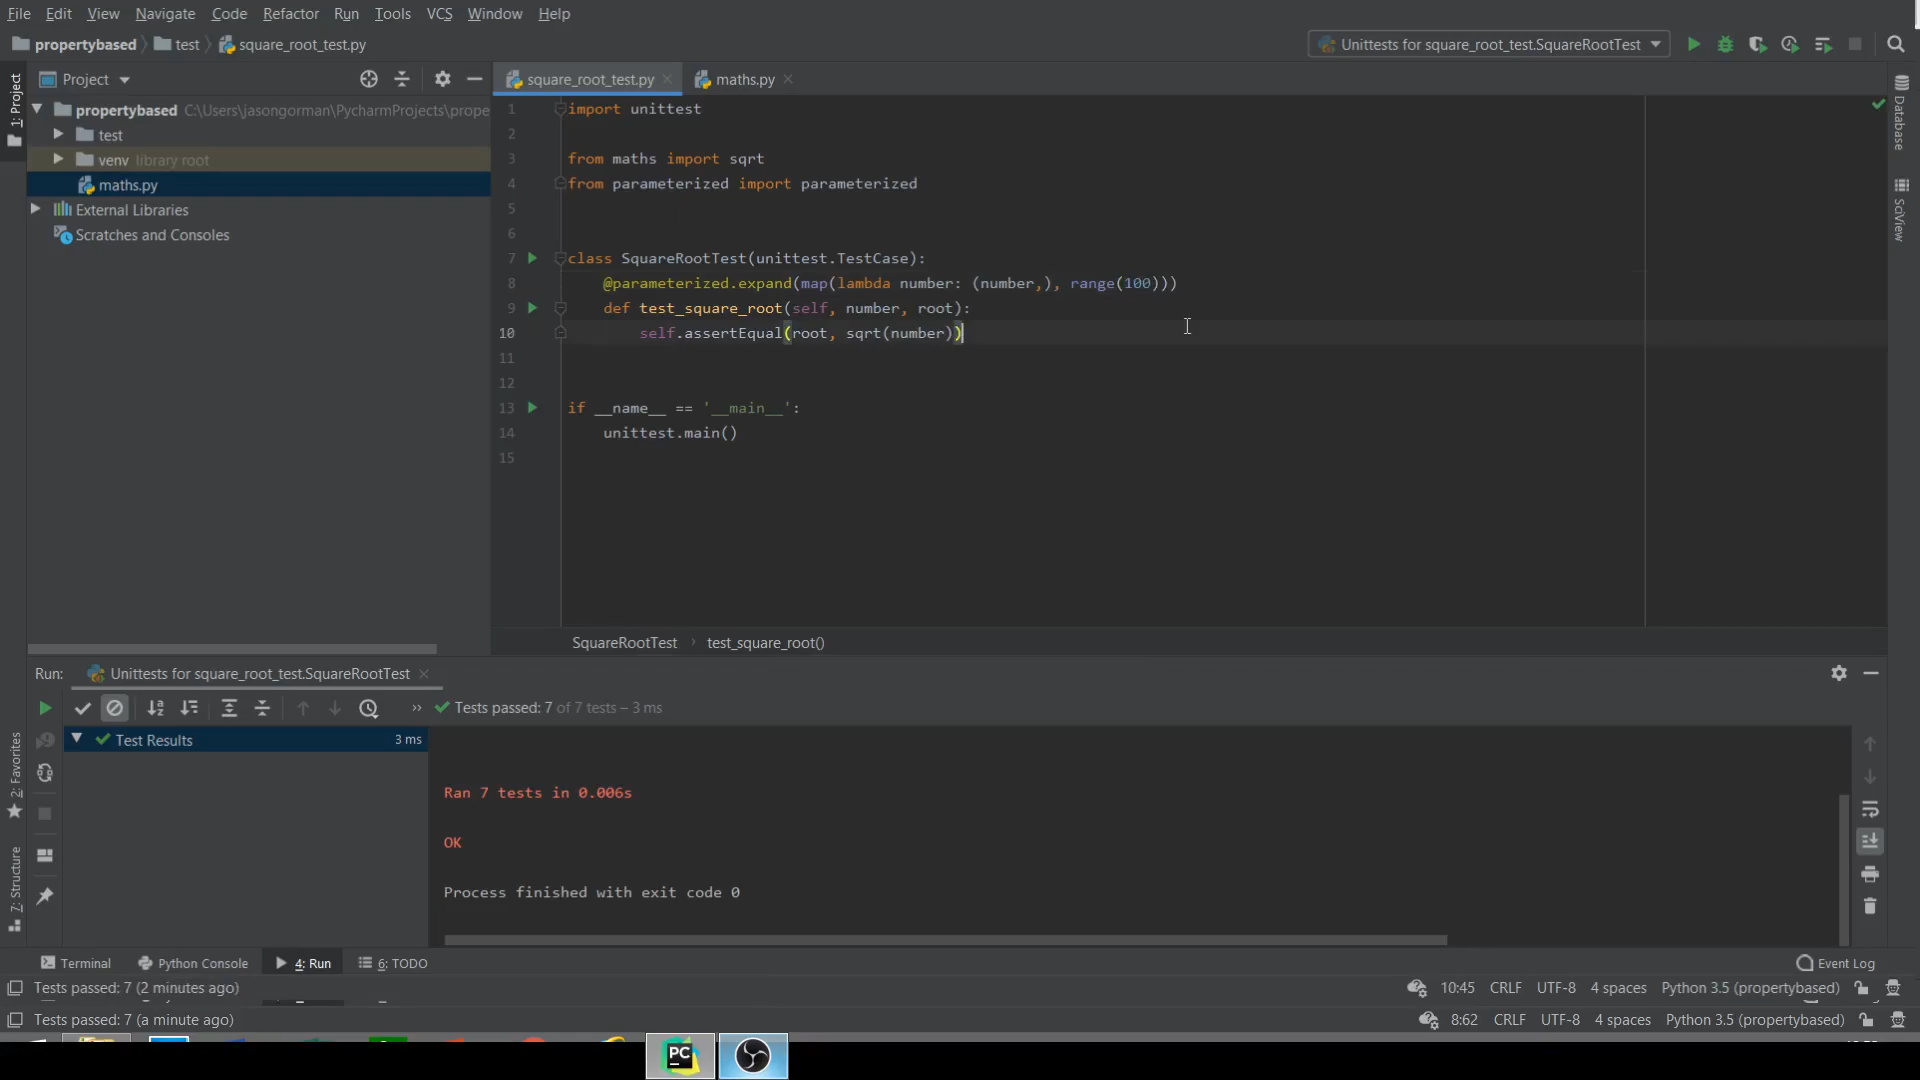 File Edit View Navigate Code Refactor Run Tools VCS Window Help
propertybased test square_root_test.py Unittests for square_root_test.SquareRootTest
1: Project
Project
square_root_test.py maths.py
propertybased C:\Users\jasongorman\PycharmProjects\prope
test
venv library root
maths.py
External Libraries
Scratches and Consoles
1 import unittest
2
3 from maths import sqrt
4 from parameterized import parameterized
5
6
7 class SquareRootTest(unittest.TestCase):
8 @parameterized.expand(map(lambda number: (number,), range(100)))
9 def test_square_root(self, number, root):
10 self.assertEqual(root, sqrt(number))
11
12
13 if __name__ == '__main__':
14 unittest.main()
15
Database
SciView
SquareRootTest › test_square_root()
Run: Unittests for square_root_test.SquareRootTest
» Tests passed: 7 of 7 tests – 3 ms
Test Results 3 ms
Ran 7 tests in 0.006s
OK
Process finished with exit code 0
2: Favorites
7: Structure
Terminal Python Console 4: Run 6: TODO Event Log
Tests passed: 7 (2 minutes ago) 10:45 CRLF UTF-8 4 spaces Python 3.5 (propertybased)
Tests passed: 7 (a minute ago) 8:62 CRLF UTF-8 4 spaces Python 3.5 (propertybased)
PC